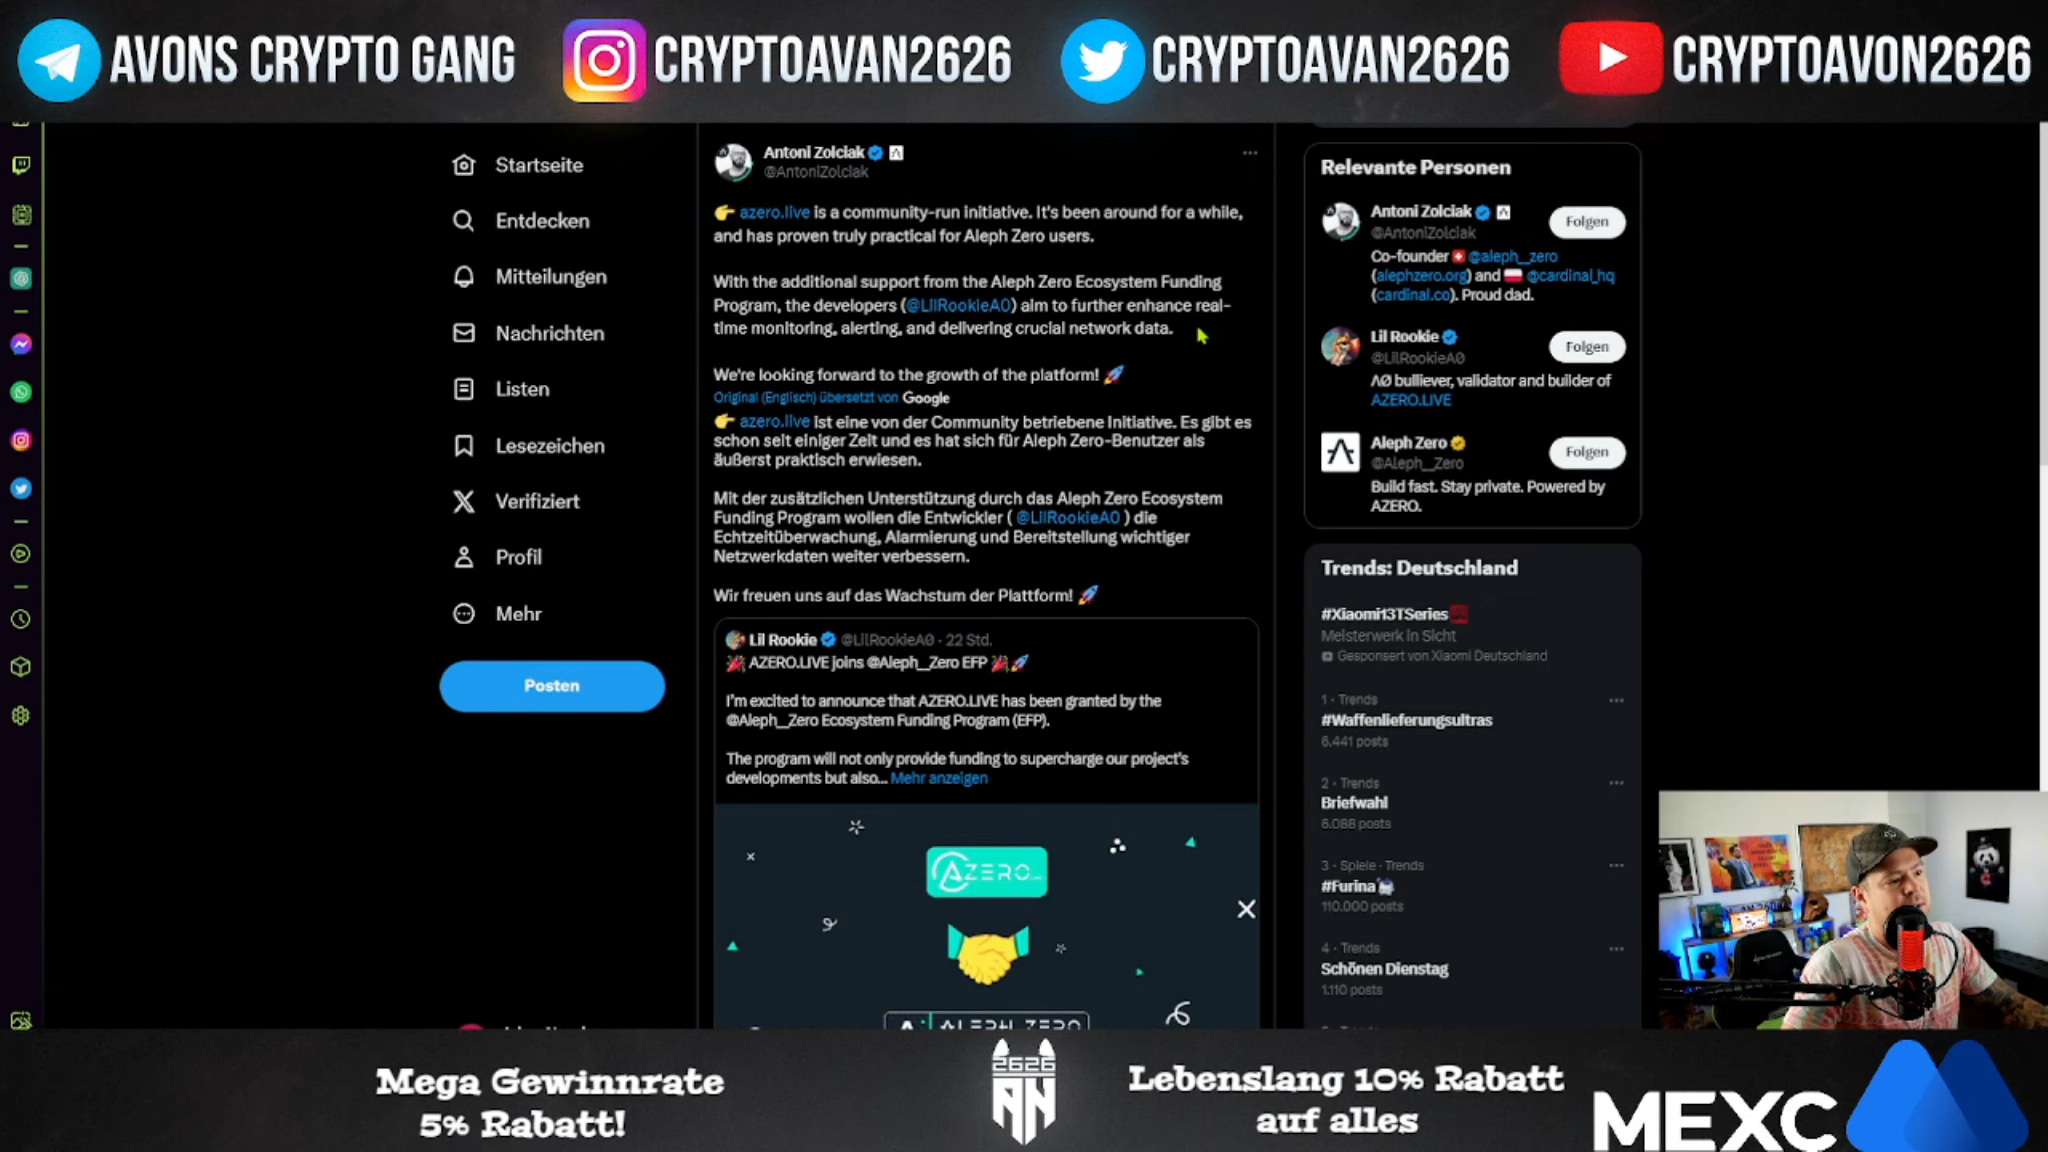 AVONS CRYPTO GANG
CRYPTOAVAN2626
CRYPTOAVAN2626
CRYPTOAVON2626
Startseite
Entdecken
Mitteilungen
Nachrichten
Listen
Lesezeichen
Verifiziert
Profil
Mehr
Posten
Antoni Zolciak
@AntoniZolciak
👉 azero.live is a community-run initiative. It's been around for a while,
and has proven truly practical for Aleph Zero users.
With the additional support from the Aleph Zero Ecosystem Funding
Program, the developers (@LilRookieA0) aim to further enhance real-
time monitoring, alerting, and delivering crucial network data.
We're looking forward to the growth of the platform! 🚀
Original (Englisch) übersetzt von Google
👉 azero.live ist eine von der Community betriebene Initiative. Es gibt es
schon seit einiger Zeit und es hat sich für Aleph Zero-Benutzer als
äußerst praktisch erwiesen.
Mit der zusätzlichen Unterstützung durch das Aleph Zero Ecosystem
Funding Program wollen die Entwickler ( @LilRookieA0 ) die
Echtzeitüberwachung, Alarmierung und Bereitstellung wichtiger
Netzwerkdaten weiter verbessern.
Wir freuen uns auf das Wachstum der Plattform! 🚀
Lil Rookie @LilRookieA0 · 22 Std.
🎉 AZERO.LIVE joins @Aleph__Zero EFP 🎉🚀
I'm excited to announce that AZERO.LIVE has been granted by the
@Aleph__Zero Ecosystem Funding Program (EFP).
The program will not only provide funding to supercharge our project's
developments but also... Mehr anzeigen
AZERO
ALEPH ZERO
Relevante Personen
Antoni Zolciak
@AntoniZolciak
Folgen
Co-founder 🇨🇭 @aleph__zero
(alephzero.org) and 🇵🇱 @cardinal_hq
(cardinal.co). Proud dad.
Lil Rookie
@LilRookieA0
Folgen
A0 bulliever, validator and builder of
AZERO.LIVE
Aleph Zero
@Aleph__Zero
Folgen
Build fast. Stay private. Powered by
AZERO.
Trends: Deutschland
#Xiaomi13TSeries
Meisterwerk in Sicht
Gesponsert von Xiaomi Deutschland
1 · Trends
#Waffenlieferungsultras
6.441 posts
2 · Trends
Briefwahl
6.088 posts
3 · Spiele · Trends
#Furina
110.000 posts
4 · Trends
Schönen Dienstag
1.110 posts
Mega Gewinnrate
5% Rabatt!
2626
AN
Lebenslang 10% Rabatt
auf alles
MEXC